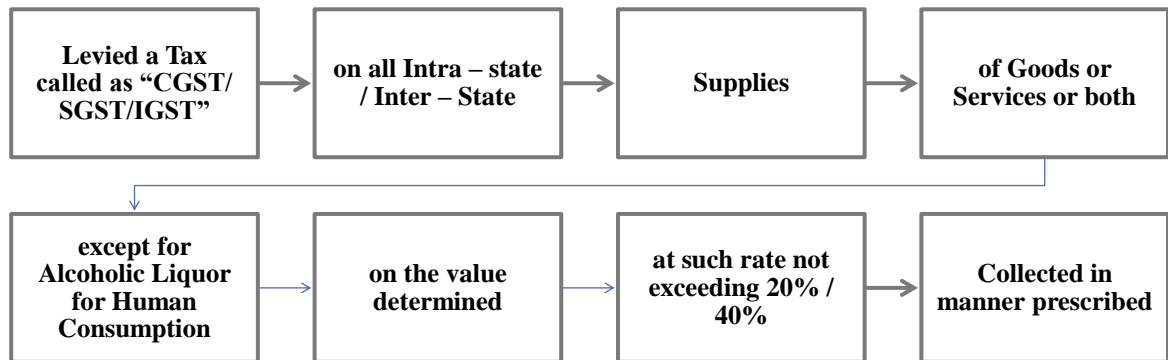 Levied a Tax
called as “CGST/
SGST/IGST”
on all Intra – state
/ Inter – State
Supplies
of Goods or
Services or both
except for
Alcoholic Liquor
for Human
Consumption
on the value
determined
at such rate not
exceeding 20% /
40%
Collected in
manner prescribed